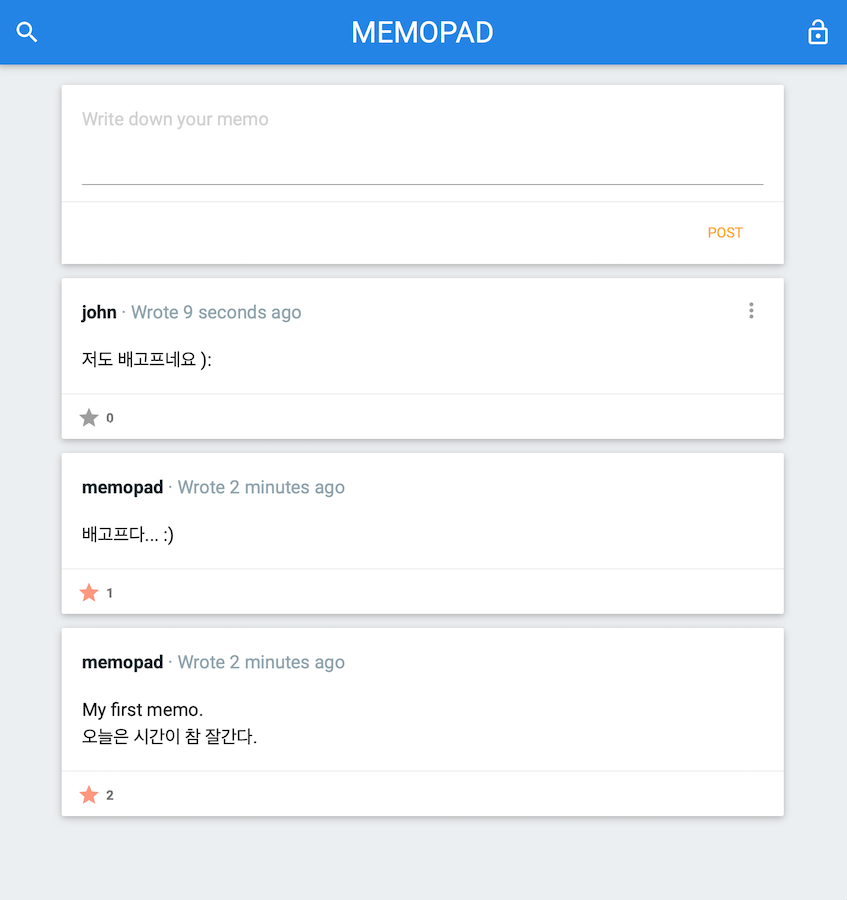 MEMOPAD
Write down your memo
POST
john · Wrote 9 seconds ago
저도 배고프네요 ):
0
memopad · Wrote 2 minutes ago
배고프다... :)
1
memopad · Wrote 2 minutes ago
My first memo.
오늘은 시간이 참 잘간다.
2